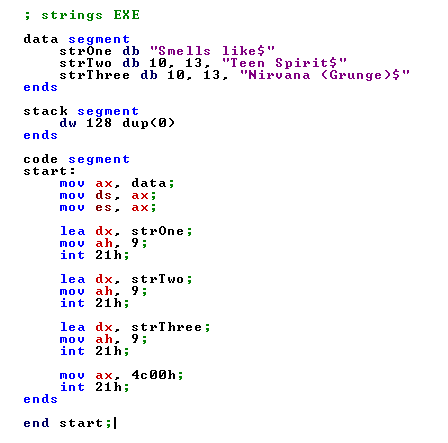 ; strings EXE
data segment
strOne db "Smells like$"
strTwo db 10, 13, "Teen Spirit$"
strThree db 10, 13, "Nirvana (Grunge)$"
ends
stack segment
dw 128 dup(0)
ends
code segment
start:
mov ax, data;
mov ds, ax;
mov es, ax;
lea dx, strOne;
mov ah, 9;
int 21h;
lea dx, strTwo;
mov ah, 9;
int 21h;
lea dx, strThree;
mov ah, 9;
int 21h;
mov ax, 4c00h;
int 21h;
ends
end start;